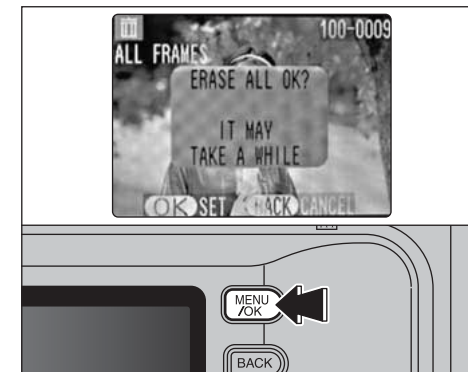 100-0009
ALL FRAMES
ERASE ALL OK?
IT MAY
TAKE A WHILE
OK SET BACK CANCEL
MENU
/OK
BACK